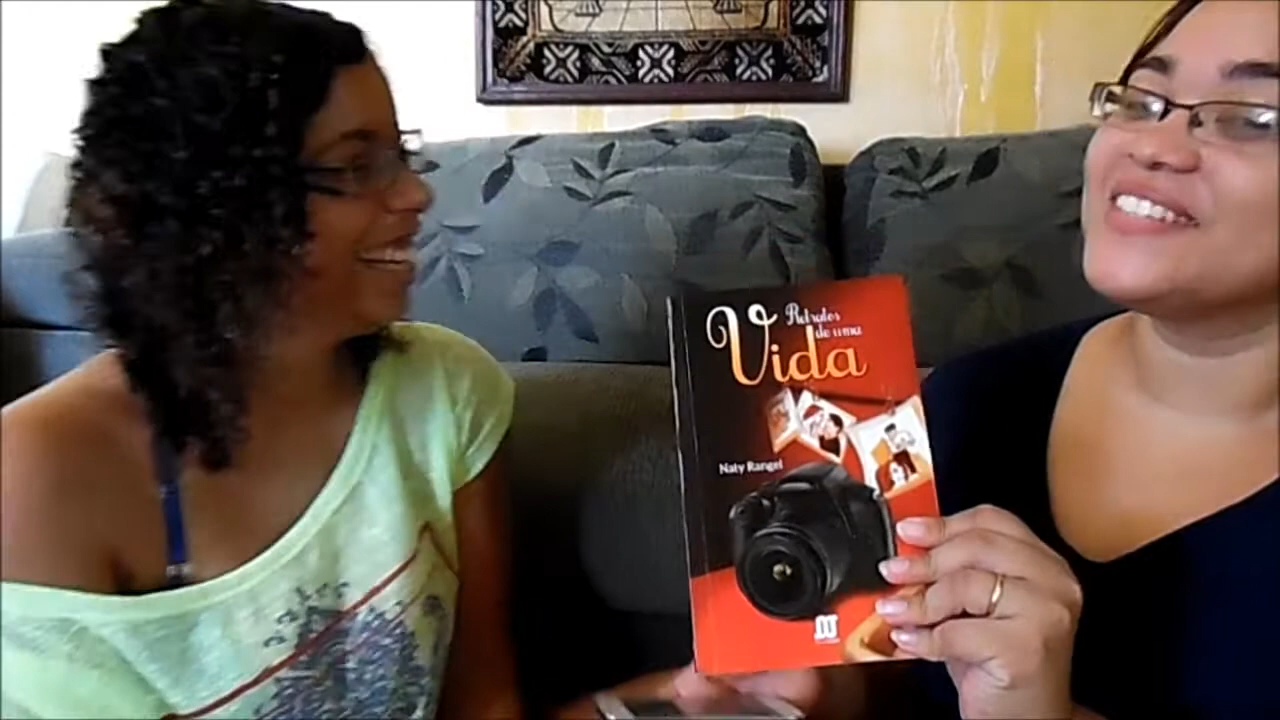 Retratos
de uma
Vida
Naty Rangel